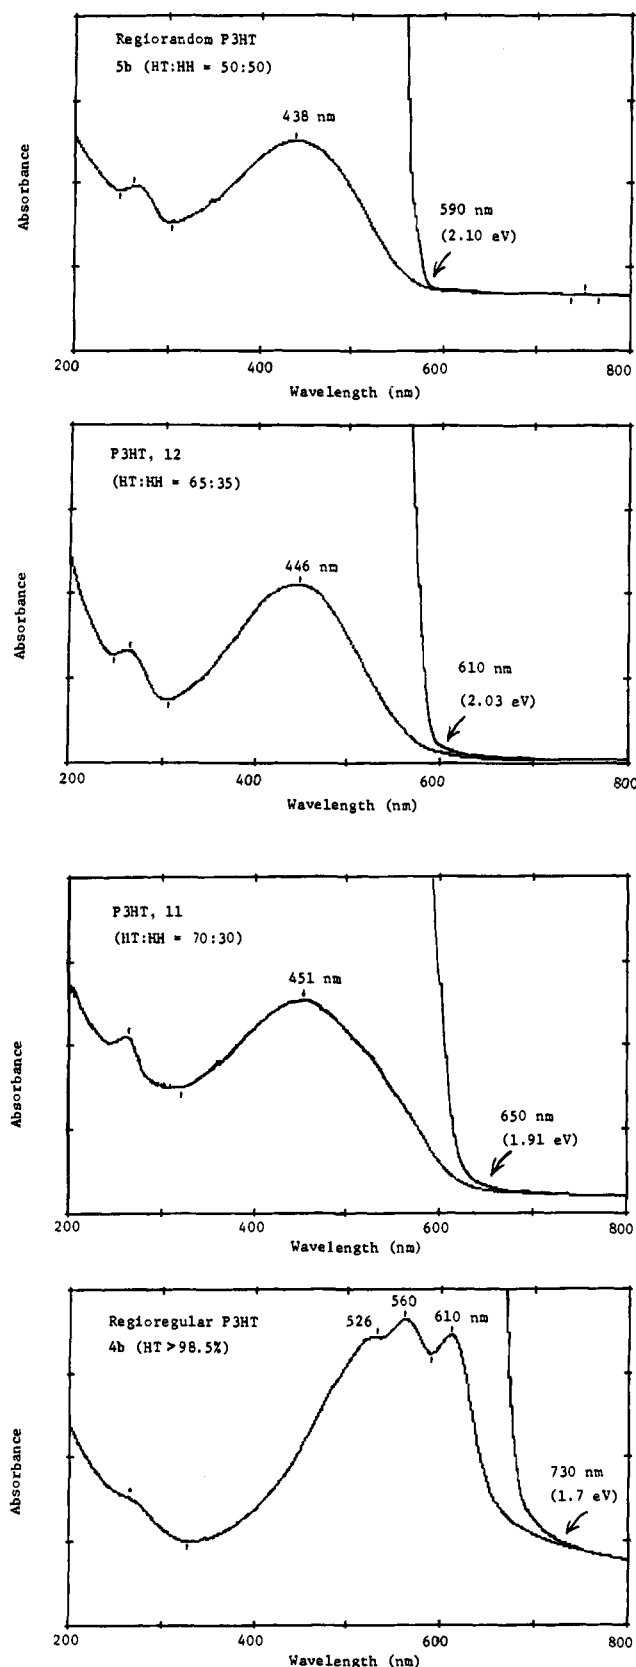 Regiorandom P3HT
5b (HT:HH = 50:50)
438 nm
590 nm
(2.10 eV)
Absorbance
200
400
600
800
Wavelength (nm)
P3HT, 12
(HT:HH = 65:35)
446 nm
610 nm
(2.03 eV)
Absorbance
200
400
600
800
Wavelength (nm)
P3HT, 11
(HT:HH = 70:30)
451 nm
650 nm
(1.91 eV)
Absorbance
200
400
600
800
Wavelength (nm)
Regioregular P3HT
4b (HT>98.5%)
526
560
610 nm
730 nm
(1.7 eV)
Absorbance
200
400
600
800
Wavelength (nm)